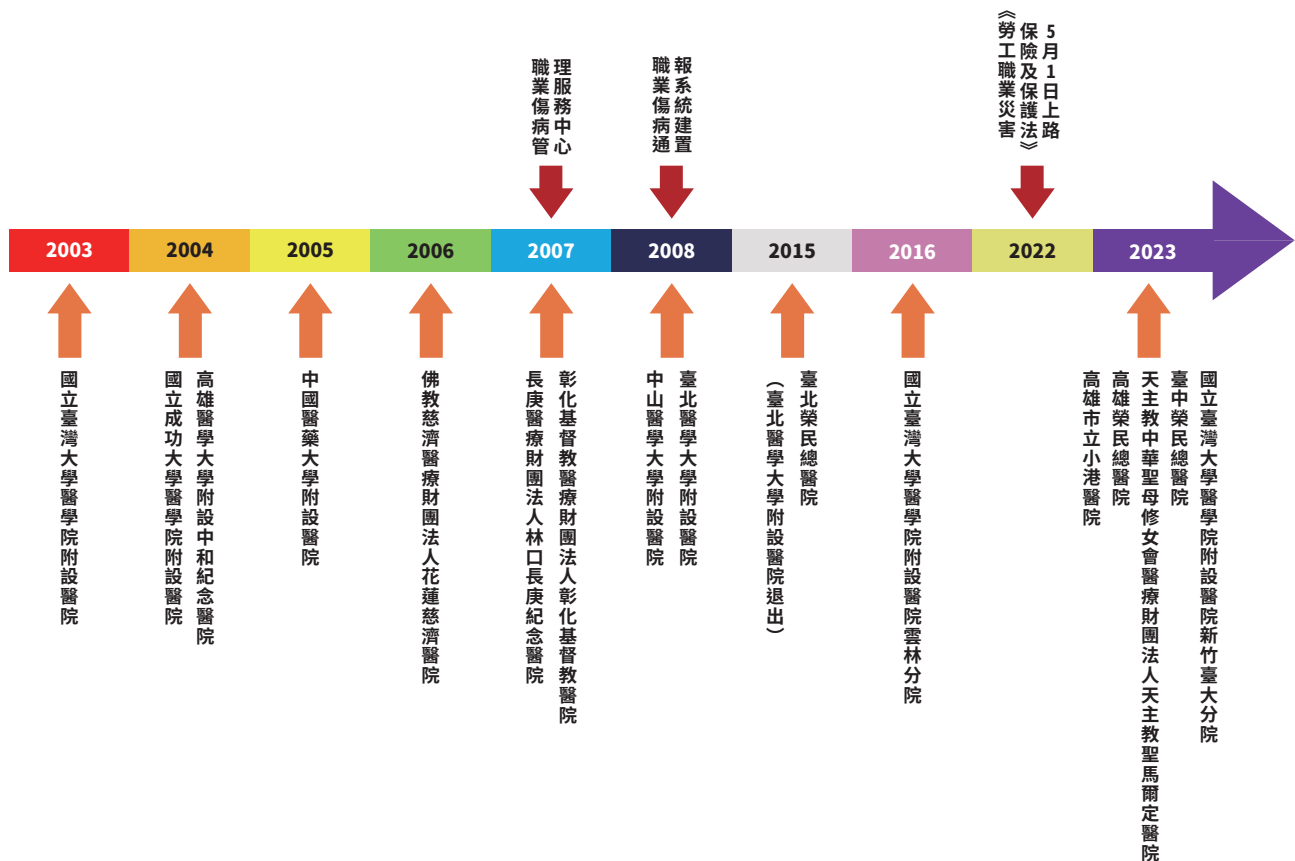 職業傷病管
理服務中心
職業傷病通
報系統建置
《勞工職業災害
保險及保護法》
5月1日上路
2003
2004
2005
2006
2007
2008
2015
2016
2022
2023
國立臺灣大學醫學院附設醫院
高雄醫學大學附設中和紀念醫院
國立成功大學醫學院附設醫院
中國醫藥大學附設醫院
佛教慈濟醫療財團法人花蓮慈濟醫院
彰化基督教醫療財團法人彰化基督教醫院
長庚醫療財團法人林口長庚紀念醫院
臺北醫學大學附設醫院
中山醫學大學附設醫院
臺北榮民總醫院
（臺北醫學大學附設醫院退出）
國立臺灣大學醫學院附設醫院雲林分院
國立臺灣大學醫學院附設醫院新竹臺大分院
臺中榮民總醫院
天主教中華聖母修女會醫療財團法人天主教聖馬爾定醫院
高雄榮民總醫院
高雄市立小港醫院